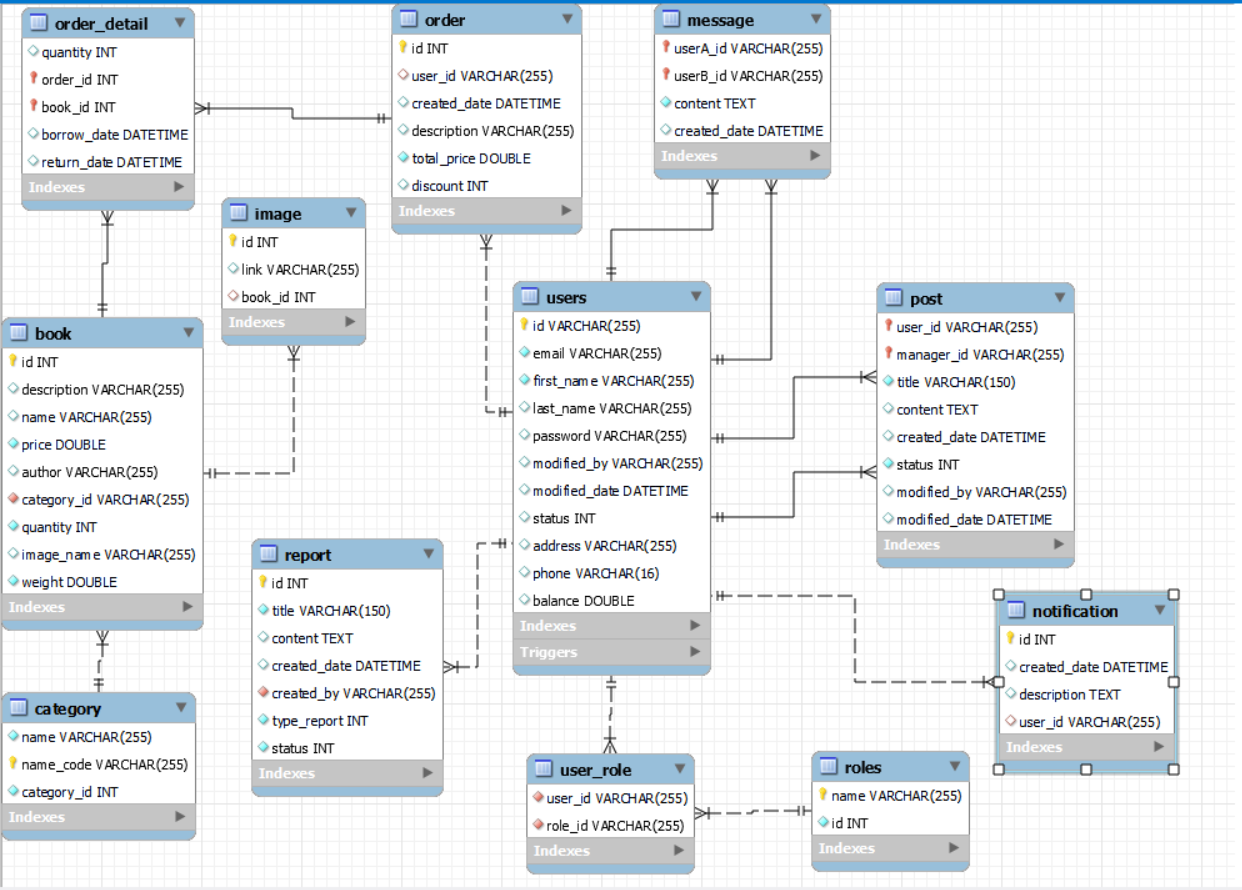 order_detail
quantity INT
order_id INT
book_id INT
borrow_date DATETIME
return_date DATETIME
Indexes
order
id INT
user_id VARCHAR(255)
created_date DATETIME
description VARCHAR(255)
total_price DOUBLE
discount INT
Indexes
message
userA_id VARCHAR(255)
userB_id VARCHAR(255)
content TEXT
created_date DATETIME
Indexes
image
id INT
link VARCHAR(255)
book_id INT
Indexes
users
id VARCHAR(255)
email VARCHAR(255)
first_name VARCHAR(255)
last_name VARCHAR(255)
password VARCHAR(255)
modified_by VARCHAR(255)
modified_date DATETIME
status INT
address VARCHAR(255)
phone VARCHAR(16)
balance DOUBLE
Indexes
Triggers
post
user_id VARCHAR(255)
manager_id VARCHAR(255)
title VARCHAR(150)
content TEXT
created_date DATETIME
status INT
modified_by VARCHAR(255)
modified_date DATETIME
Indexes
book
id INT
description VARCHAR(255)
name VARCHAR(255)
price DOUBLE
author VARCHAR(255)
category_id VARCHAR(255)
quantity INT
image_name VARCHAR(255)
weight DOUBLE
Indexes
report
id INT
title VARCHAR(150)
content TEXT
created_date DATETIME
created_by VARCHAR(255)
type_report INT
status INT
Indexes
notification
id INT
created_date DATETIME
description TEXT
user_id VARCHAR(255)
Indexes
category
name VARCHAR(255)
name_code VARCHAR(255)
category_id INT
Indexes
user_role
user_id VARCHAR(255)
role_id VARCHAR(255)
Indexes
roles
name VARCHAR(255)
id INT
Indexes